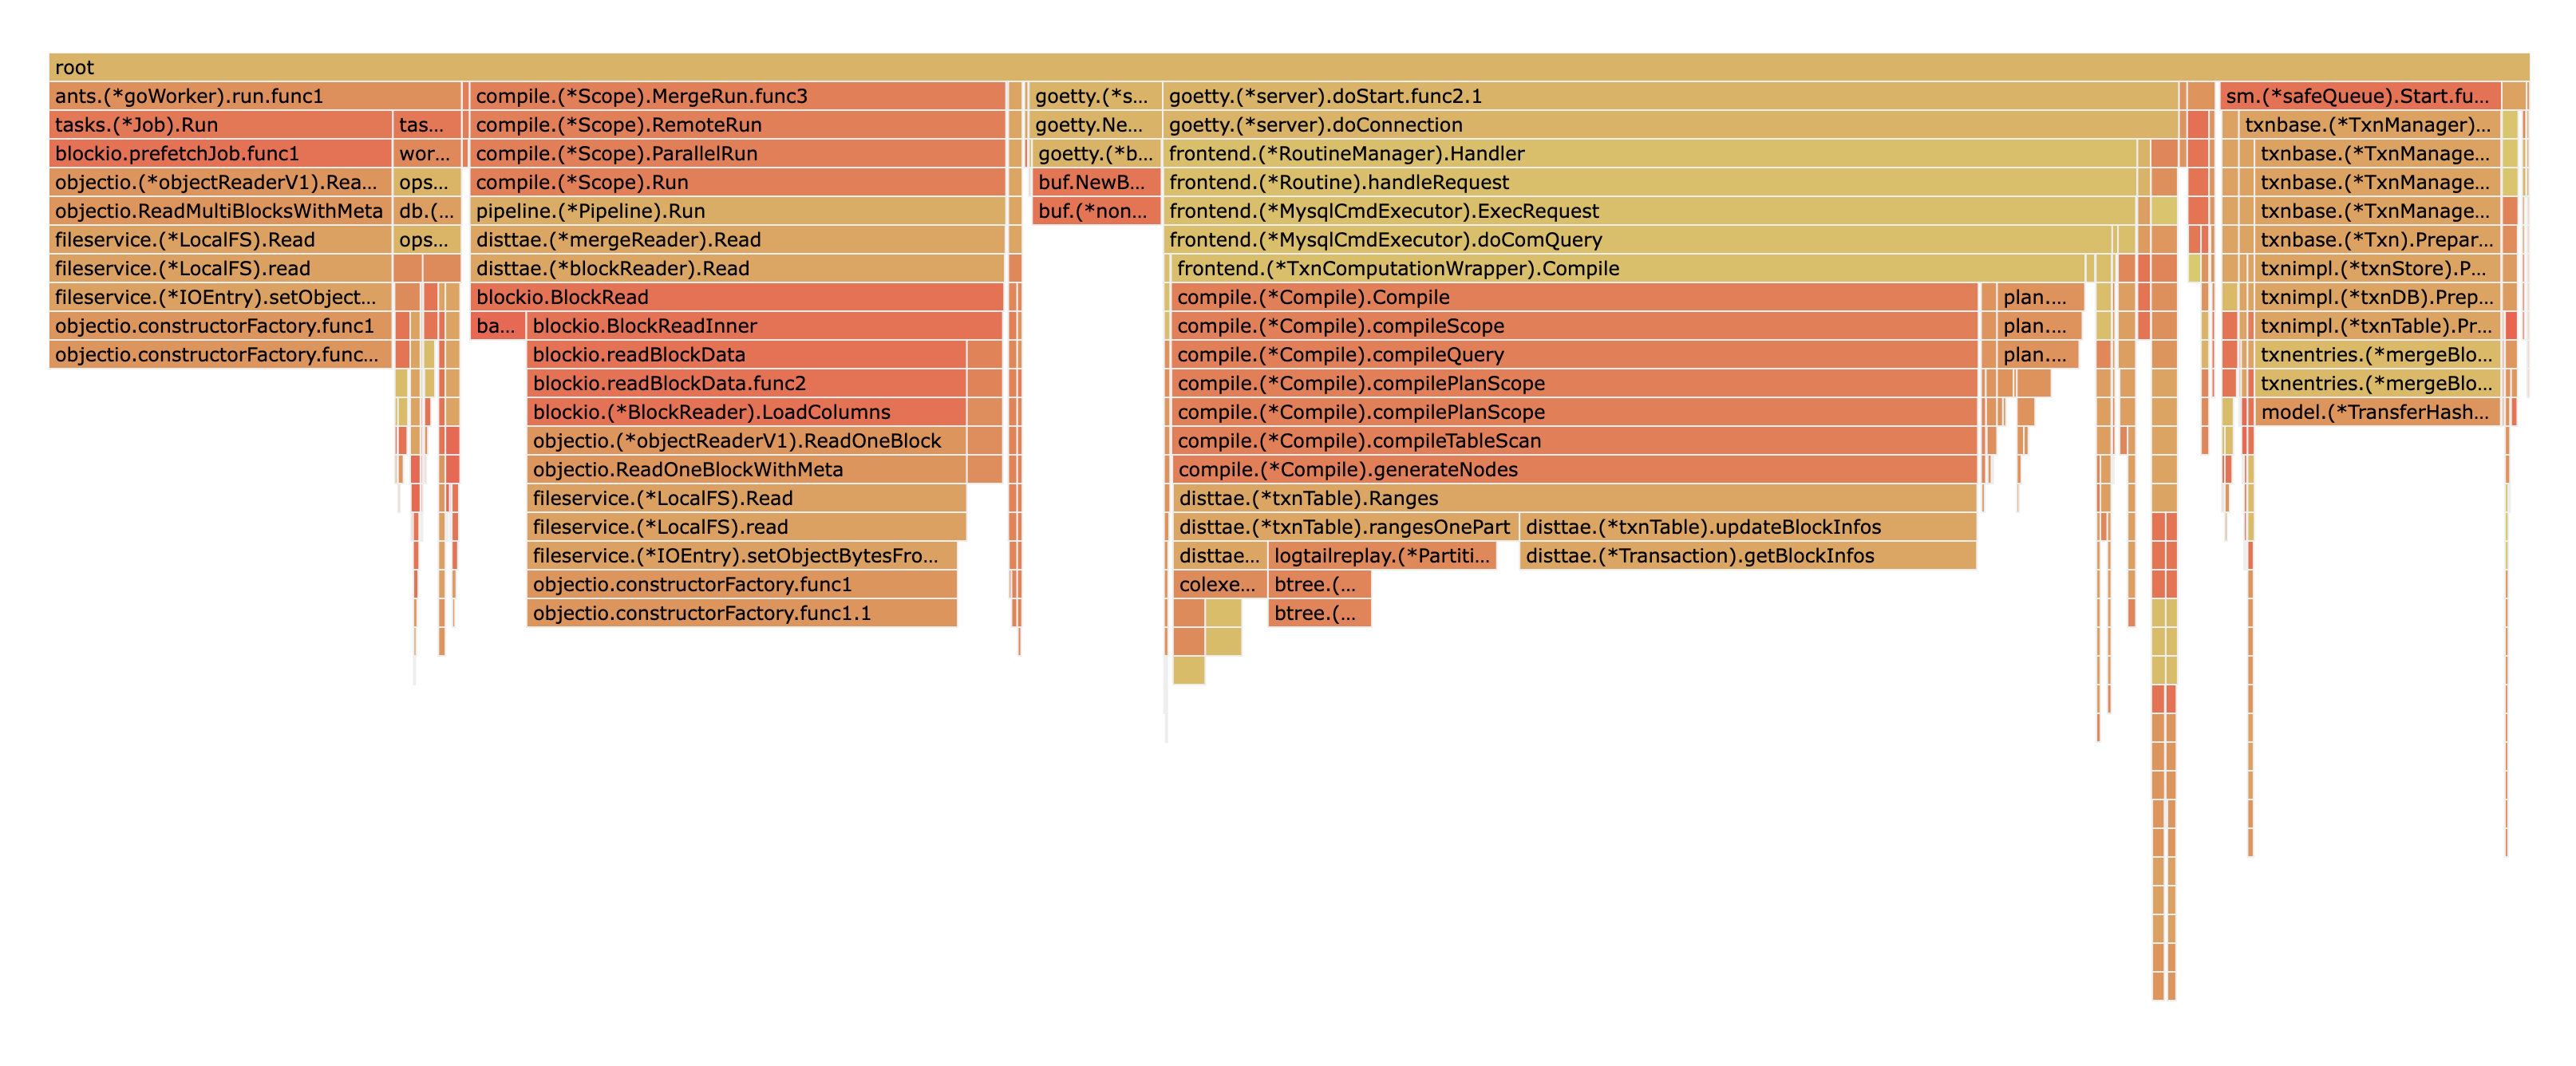 root
ants.(*goWorker).run.func1 compile.(*Scope).MergeRun.func3 goetty.(*s... goetty.(*server).doStart.func2.1 sm.(*safeQueue).Start.fu...
tasks.(*Job).Run tas... compile.(*Scope).RemoteRun goetty.Ne... goetty.(*server).doConnection txnbase.(*TxnManager)...
blockio.prefetchJob.func1 wor... compile.(*Scope).ParallelRun goetty.(*b... frontend.(*RoutineManager).Handler txnbase.(*TxnManage...
objectio.(*objectReaderV1).Rea... ops... compile.(*Scope).Run buf.NewB... frontend.(*Routine).handleRequest txnbase.(*TxnManage...
objectio.ReadMultiBlocksWithMeta db.(... pipeline.(*Pipeline).Run buf.(*non... frontend.(*MysqlCmdExecutor).ExecRequest txnbase.(*TxnManage...
fileservice.(*LocalFS).Read ops... disttae.(*mergeReader).Read frontend.(*MysqlCmdExecutor).doComQuery txnbase.(*Txn).Prepar...
fileservice.(*LocalFS).read disttae.(*blockReader).Read frontend.(*TxnComputationWrapper).Compile txnimpl.(*txnStore).P...
fileservice.(*IOEntry).setObject... blockio.BlockRead compile.(*Compile).Compile plan.... txnimpl.(*txnDB).Prep...
objectio.constructorFactory.func1 ba... blockio.BlockReadInner compile.(*Compile).compileScope plan.... txnimpl.(*txnTable).Pr...
objectio.constructorFactory.func... blockio.readBlockData compile.(*Compile).compileQuery plan.... txnentries.(*mergeBlo...
blockio.readBlockData.func2 compile.(*Compile).compilePlanScope txnentries.(*mergeBlo...
blockio.(*BlockReader).LoadColumns compile.(*Compile).compilePlanScope model.(*TransferHash...
objectio.(*objectReaderV1).ReadOneBlock compile.(*Compile).compileTableScan
objectio.ReadOneBlockWithMeta compile.(*Compile).generateNodes
fileservice.(*LocalFS).Read disttae.(*txnTable).Ranges
fileservice.(*LocalFS).read disttae.(*txnTable).rangesOnePart disttae.(*txnTable).updateBlockInfos
fileservice.(*IOEntry).setObjectBytesFro... disttae... logtailreplay.(*Partiti... disttae.(*Transaction).getBlockInfos
objectio.constructorFactory.func1 colexe... btree.(...
objectio.constructorFactory.func1.1 btree.(...